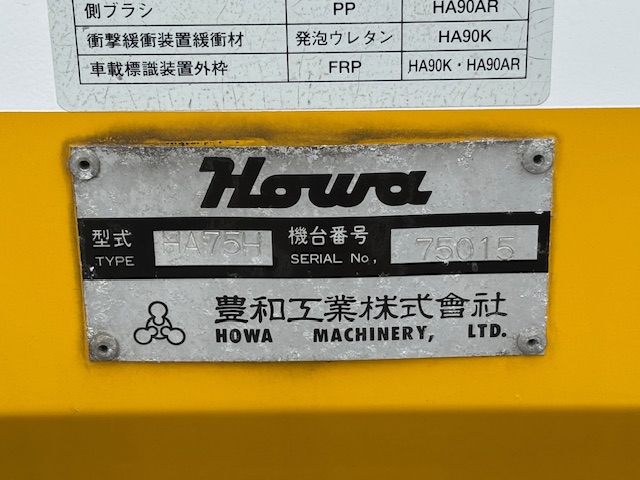 側ブラシ PP HA90AR
衝撃緩衝装置緩衝材 発泡ウレタン HA90K
車載標識装置外枠 FRP HA90K・HA90AR
Howa
型式 TYPE HA75H 機台番号 SERIAL No, 75015
豊和工業株式會社
HOWA MACHINERY, LTD.